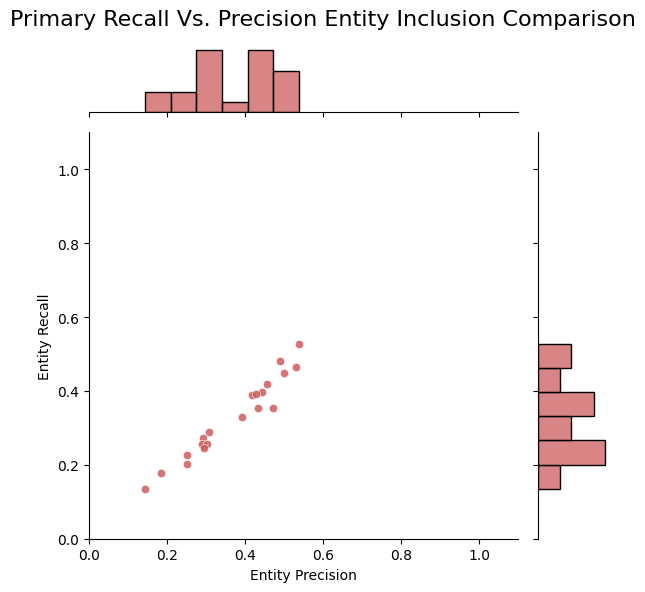 Primary Recall Vs. Precision Entity Inclusion Comparison
1.0
0.8
0.6
0.4
0.2
0.0
Entity Recall
0.0 0.2 0.4 0.6 0.8 1.0
Entity Precision